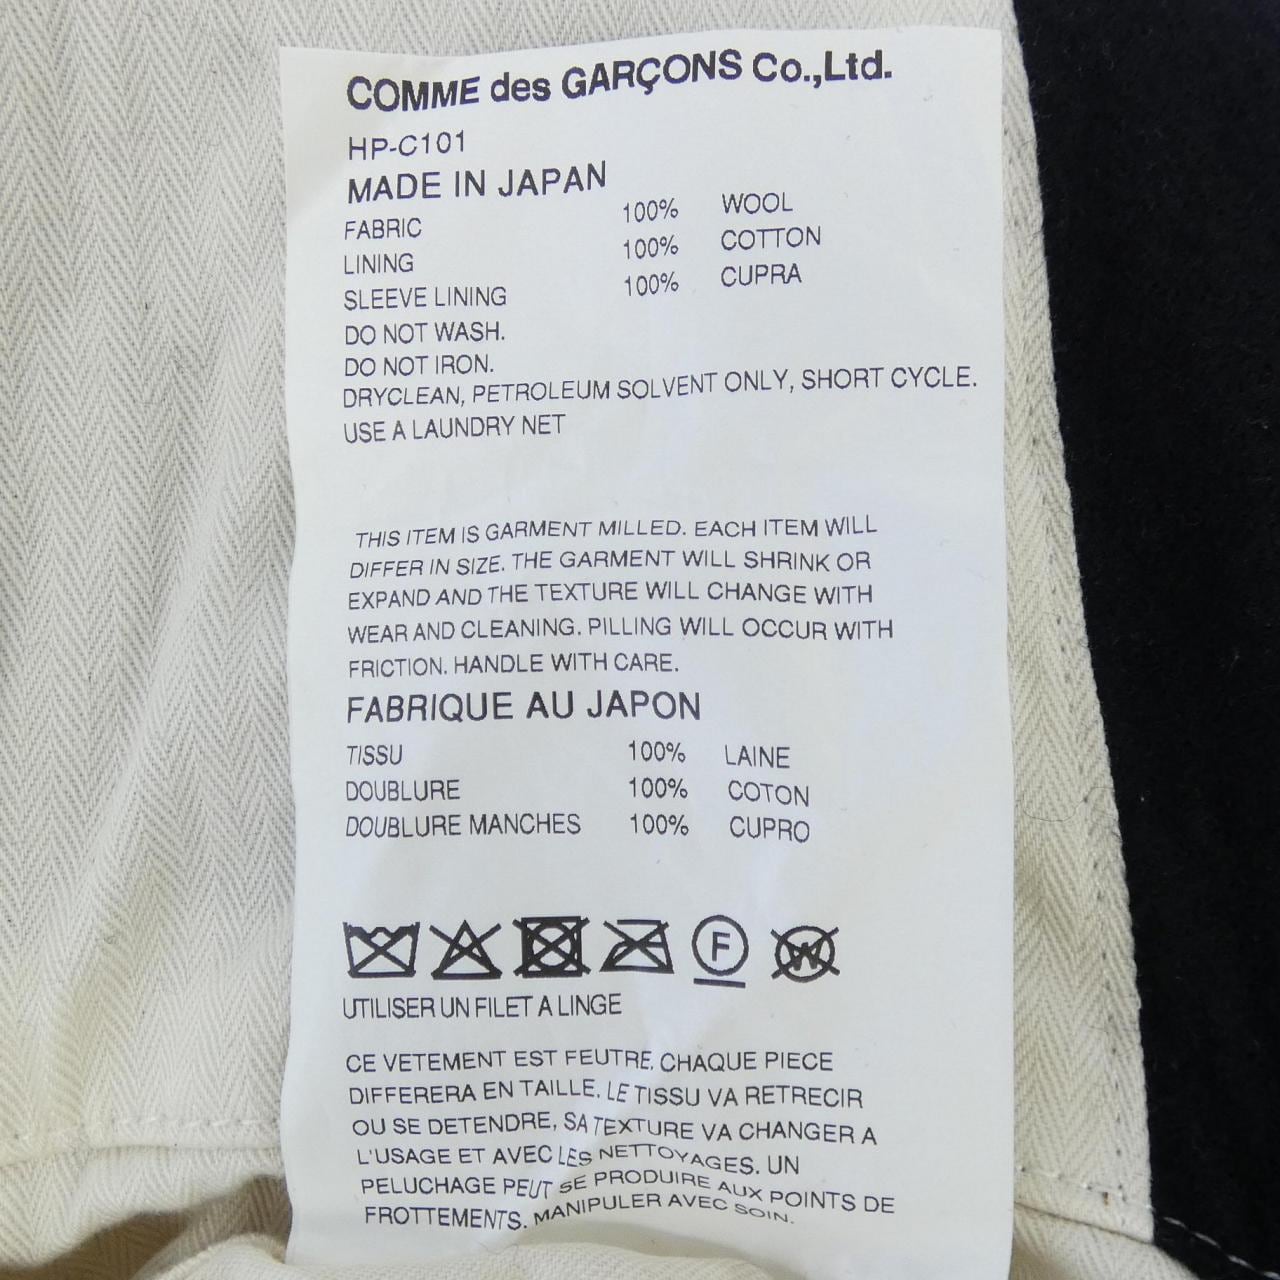 COMME des GARÇONS Co.,Ltd.
HP-C101
MADE IN JAPAN
FABRIC 100% WOOL
LINING 100% COTTON
SLEEVE LINING 100% CUPRA
DO NOT WASH.
DO NOT IRON.
DRYCLEAN, PETROLEUM SOLVENT ONLY, SHORT CYCLE.
USE A LAUNDRY NET
THIS ITEM IS GARMENT MILLED. EACH ITEM WILL
DIFFER IN SIZE. THE GARMENT WILL SHRINK OR
EXPAND AND THE TEXTURE WILL CHANGE WITH
WEAR AND CLEANING. PILLING WILL OCCUR WITH
FRICTION. HANDLE WITH CARE.
FABRIQUE AU JAPON
TISSU 100% LAINE
DOUBLURE 100% COTON
DOUBLURE MANCHES 100% CUPRO
F W
UTILISER UN FILET A LINGE
CE VETEMENT EST FEUTRE. CHAQUE PIECE
DIFFERERA EN TAILLE. LE TISSU VA RETRECIR
OU SE DETENDRE, SA TEXTURE VA CHANGER A
L'USAGE ET AVEC LES NETTOYAGES. UN
PELUCHAGE PEUT SE PRODUIRE AUX POINTS DE
FROTTEMENTS. MANIPULER AVEC SOIN.